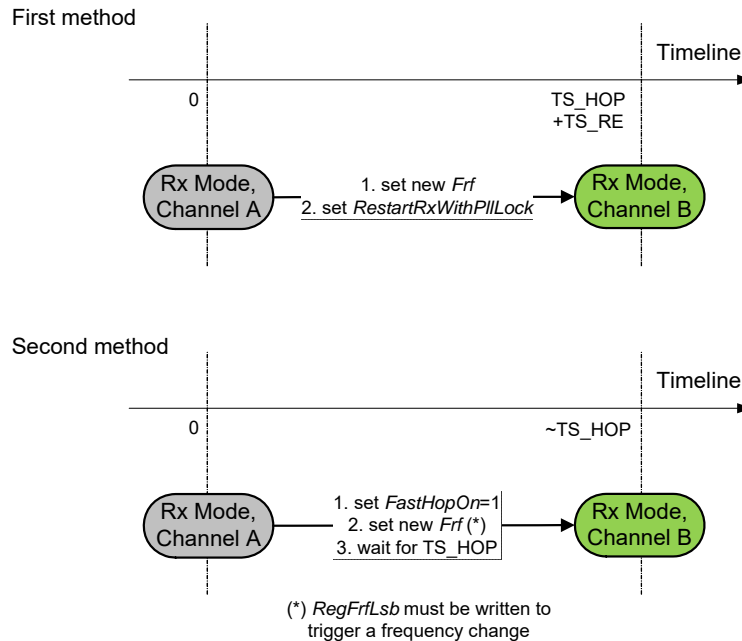 First method
Timeline
0
TS_HOP
+TS_RE
Rx Mode,
Channel A
1. set new Frf
2. set RestartRxWithPllLock
Rx Mode,
Channel B
Second method
Timeline
0
~TS_HOP
Rx Mode,
Channel A
1. set FastHopOn=1
2. set new Frf (*)
3. wait for TS_HOP
Rx Mode,
Channel B
(*) RegFrfLsb must be written to
trigger a frequency change